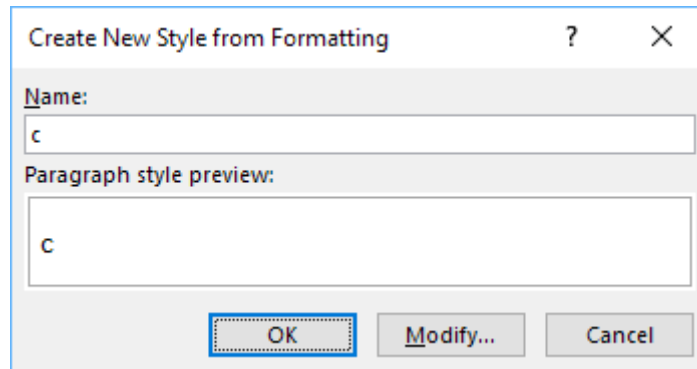 Create New Style from Formatting ? X
Name:
c
Paragraph style preview:
c
OK Modify... Cancel